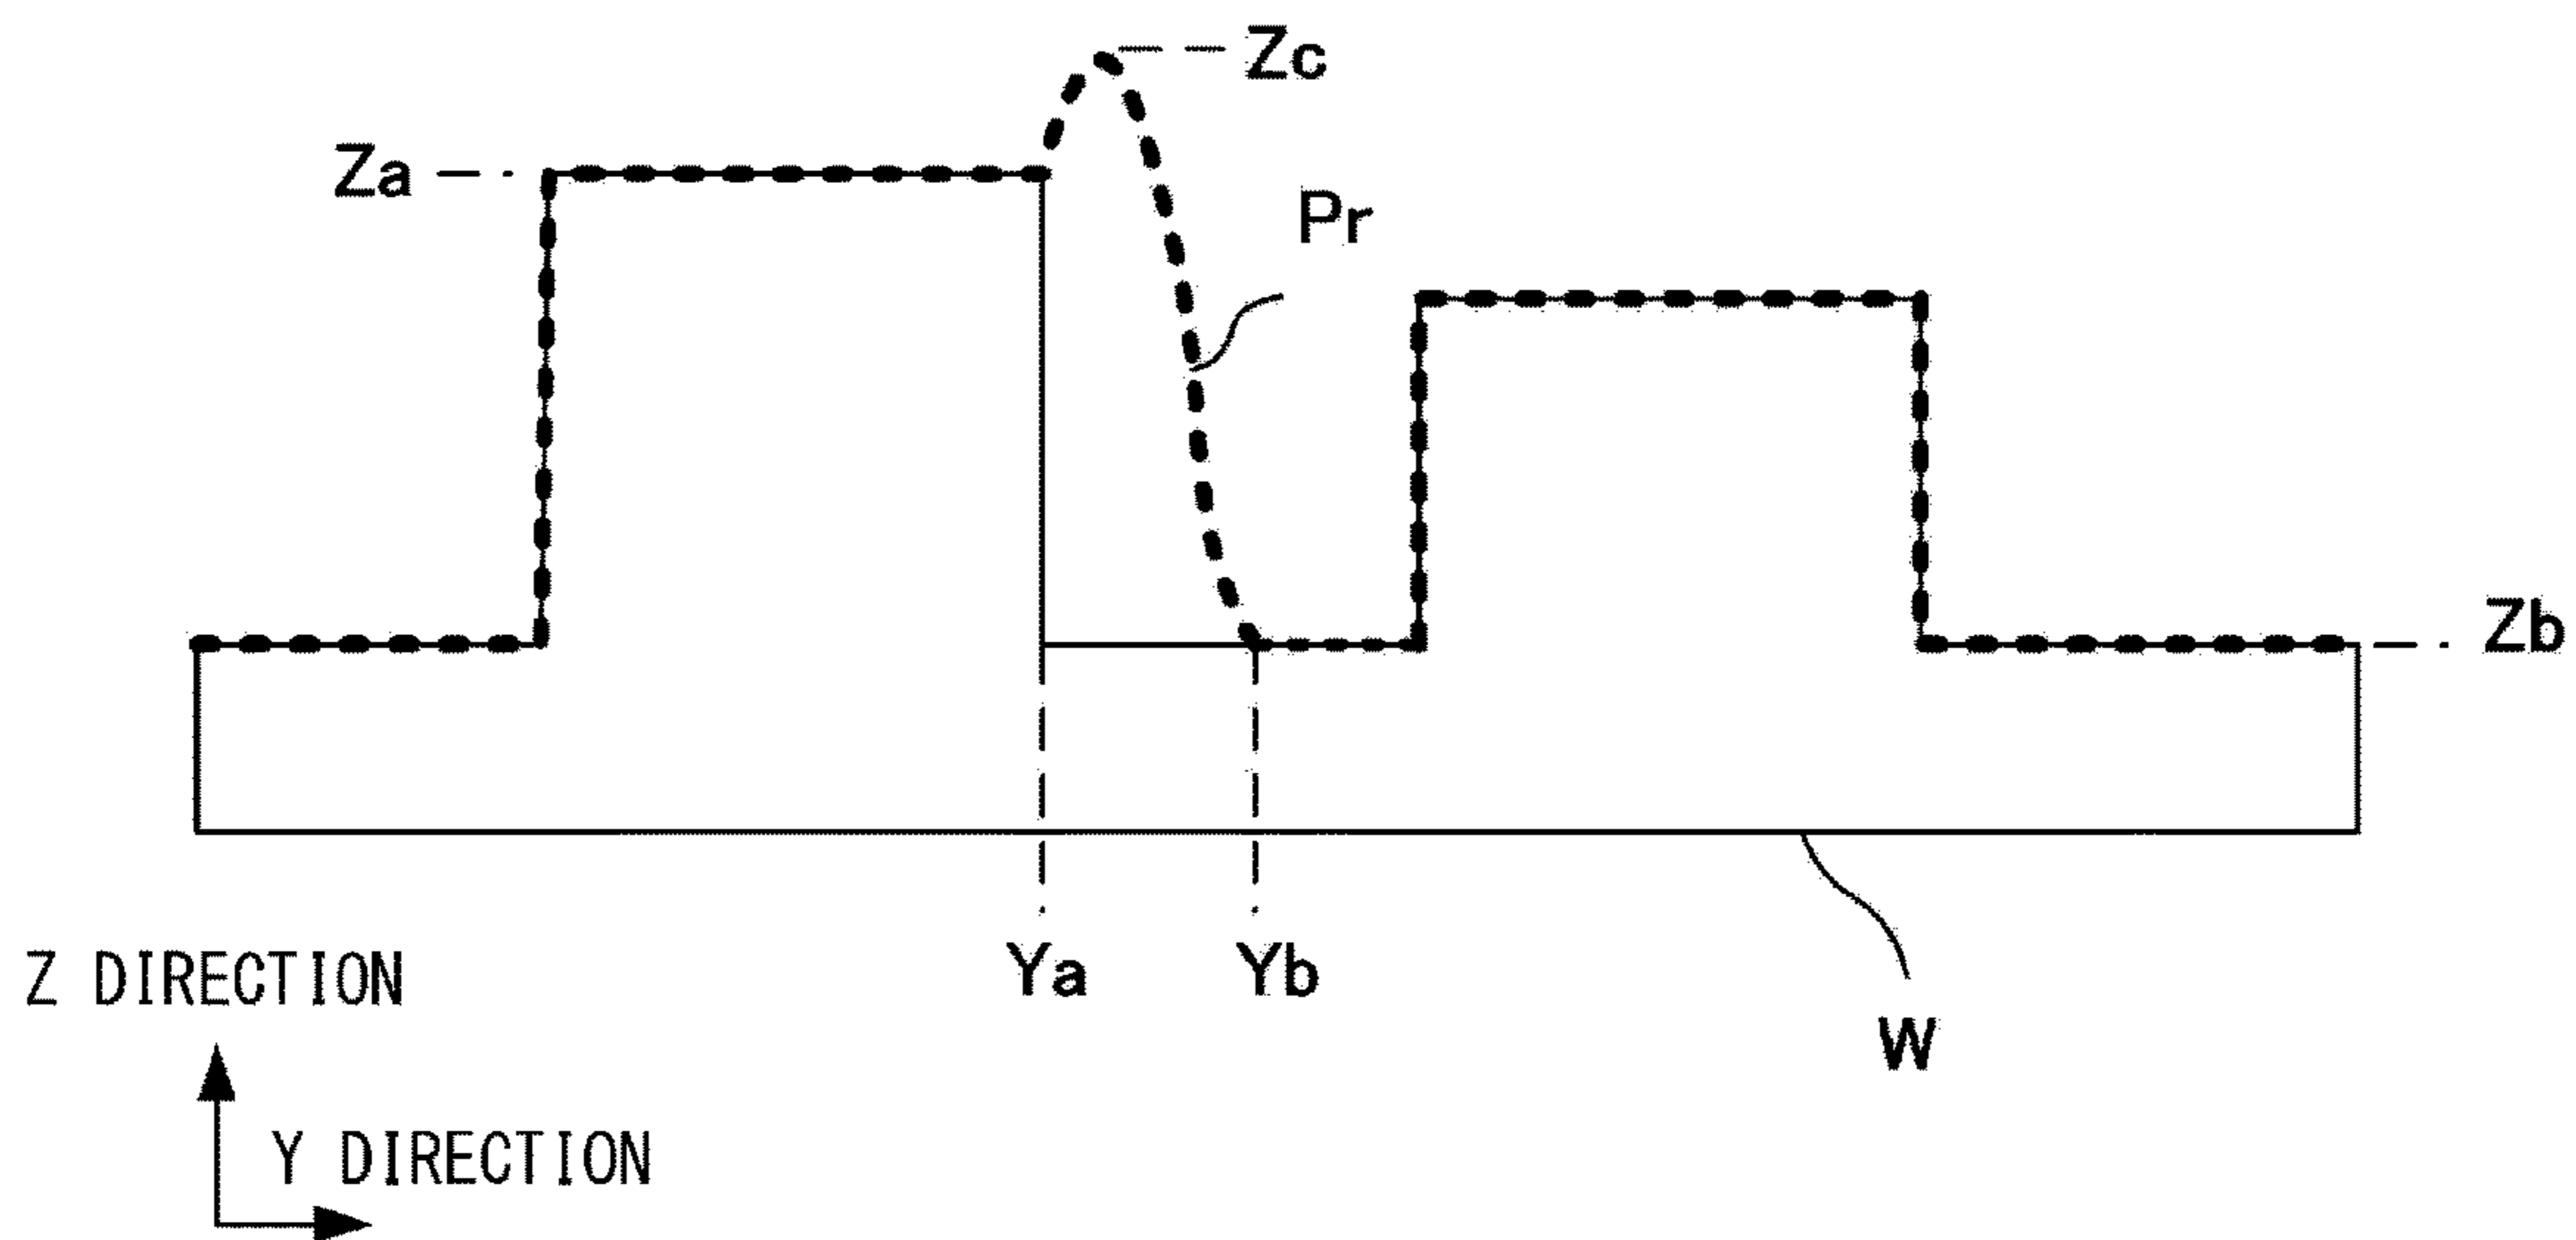 Zc
Za
Pr
Zb
Ya
Yb
Z DIRECTION
W
Y DIRECTION